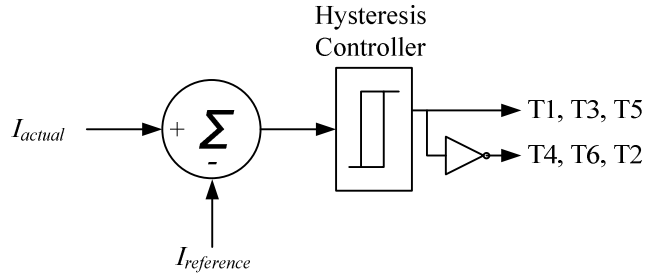 Hysteresis
Controller
I_actual
+
Σ
-
I_reference
T1, T3, T5
T4, T6, T2